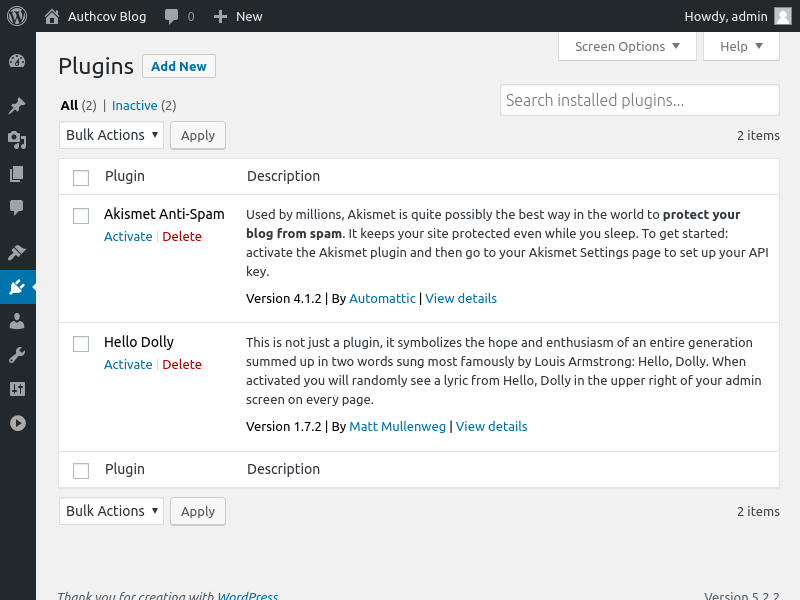 Authcov Blog 0 New Howdy, admin
Screen Options ▼ Help ▼
Plugins Add New
All (2) | Inactive (2)
Search installed plugins...
Bulk Actions ▾ Apply 2 items
Plugin Description
Akismet Anti-Spam
Activate | Delete
Used by millions, Akismet is quite possibly the best way in the world to protect your
blog from spam. It keeps your site protected even while you sleep. To get started:
activate the Akismet plugin and then go to your Akismet Settings page to set up your API
key.
Version 4.1.2 | By Automattic | View details
Hello Dolly
Activate | Delete
This is not just a plugin, it symbolizes the hope and enthusiasm of an entire generation
summed up in two words sung most famously by Louis Armstrong: Hello, Dolly. When
activated you will randomly see a lyric from Hello, Dolly in the upper right of your admin
screen on every page.
Version 1.7.2 | By Matt Mullenweg | View details
Plugin Description
Bulk Actions ▾ Apply 2 items
Thank you for creating with WordPress Version 5.2.2